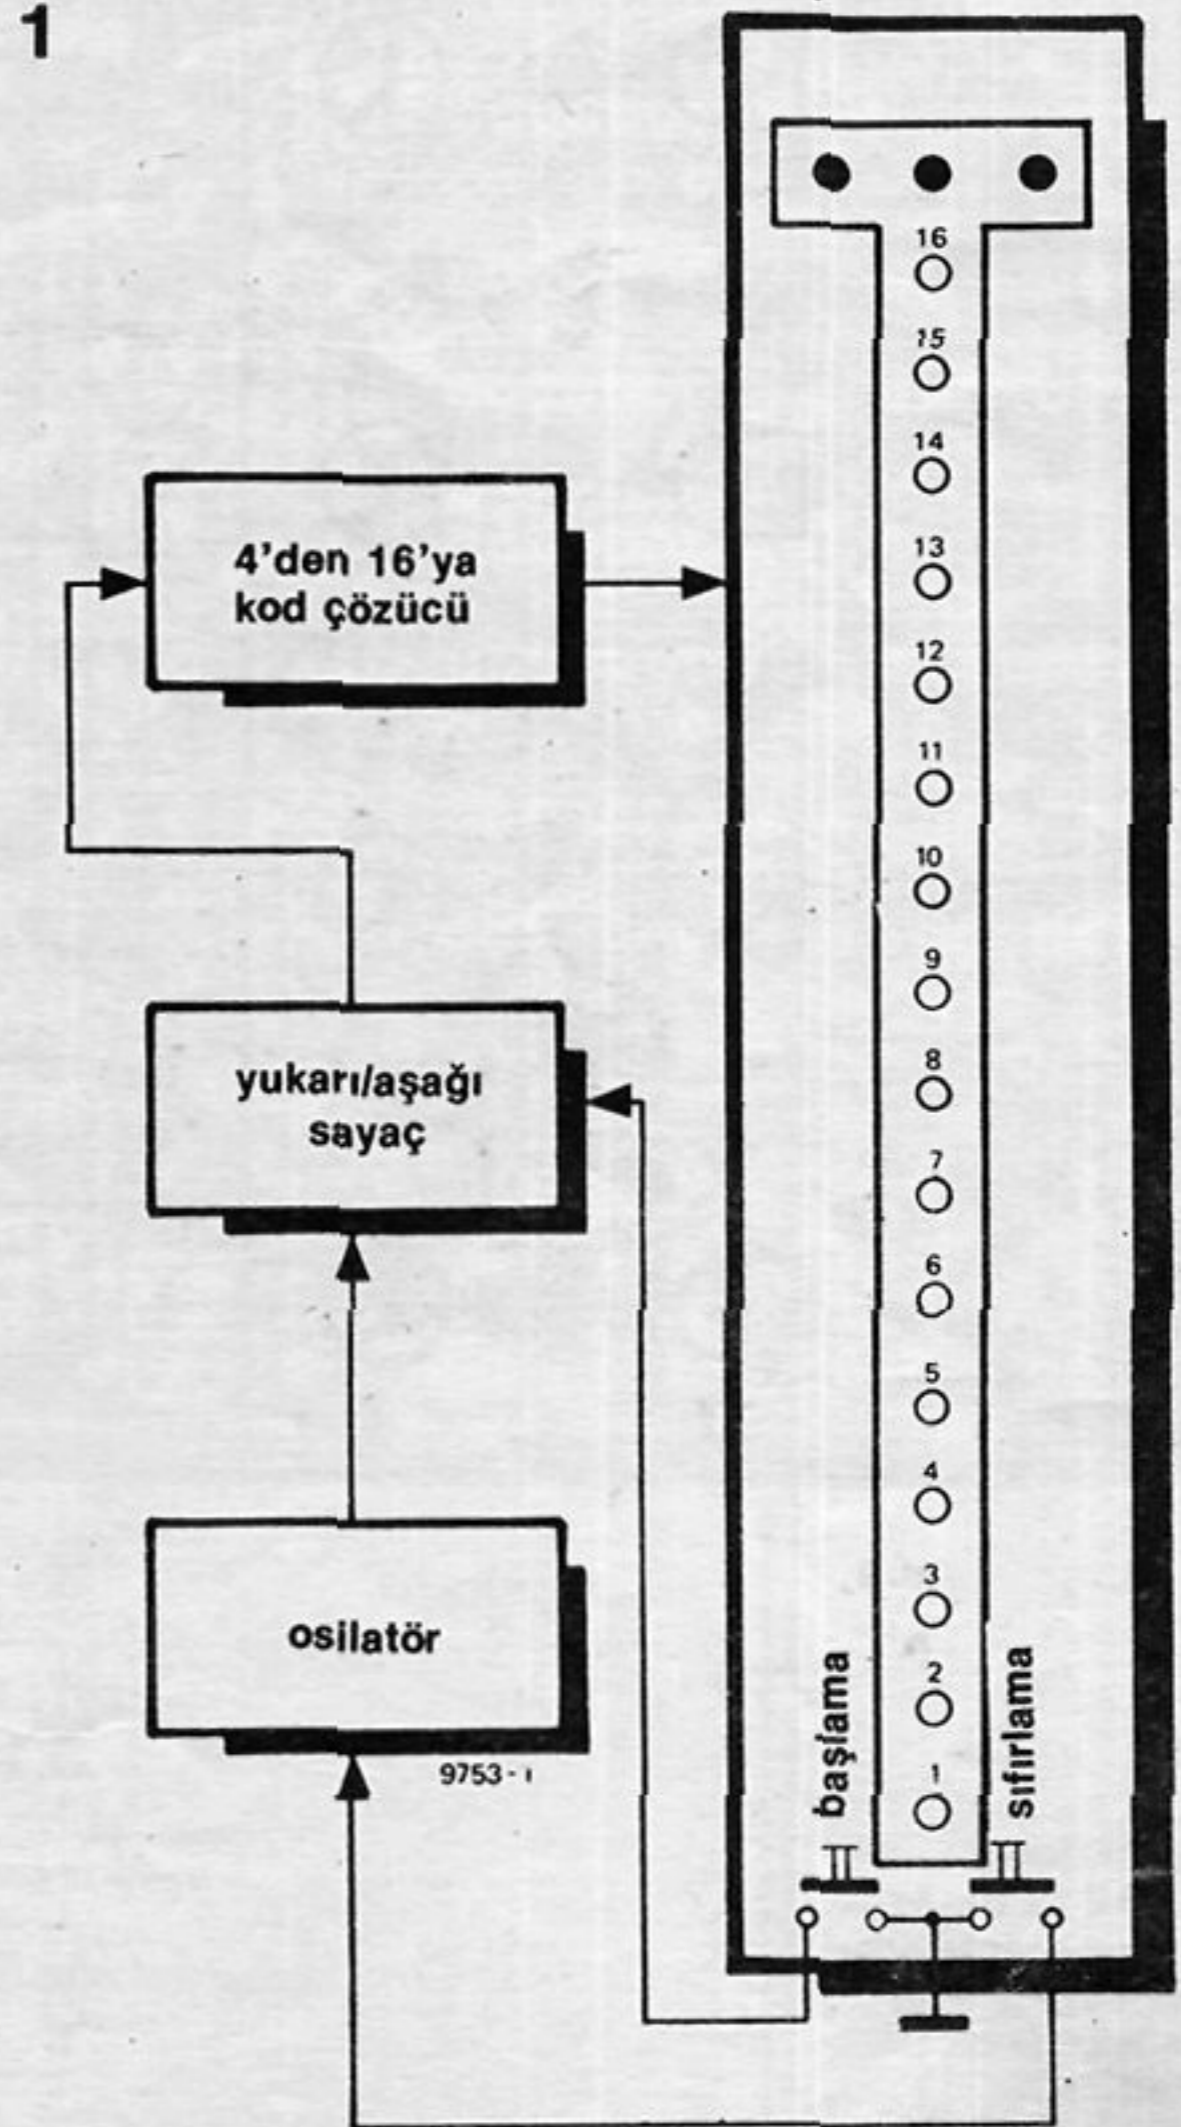 1
4'den 16'ya
kod çözücü
yukarı/aşağı
sayaç
osilatör
9753-1
16
15
14
13
12
11
10
9
8
7
6
5
4
3
2
1
başlama
sıfırlama